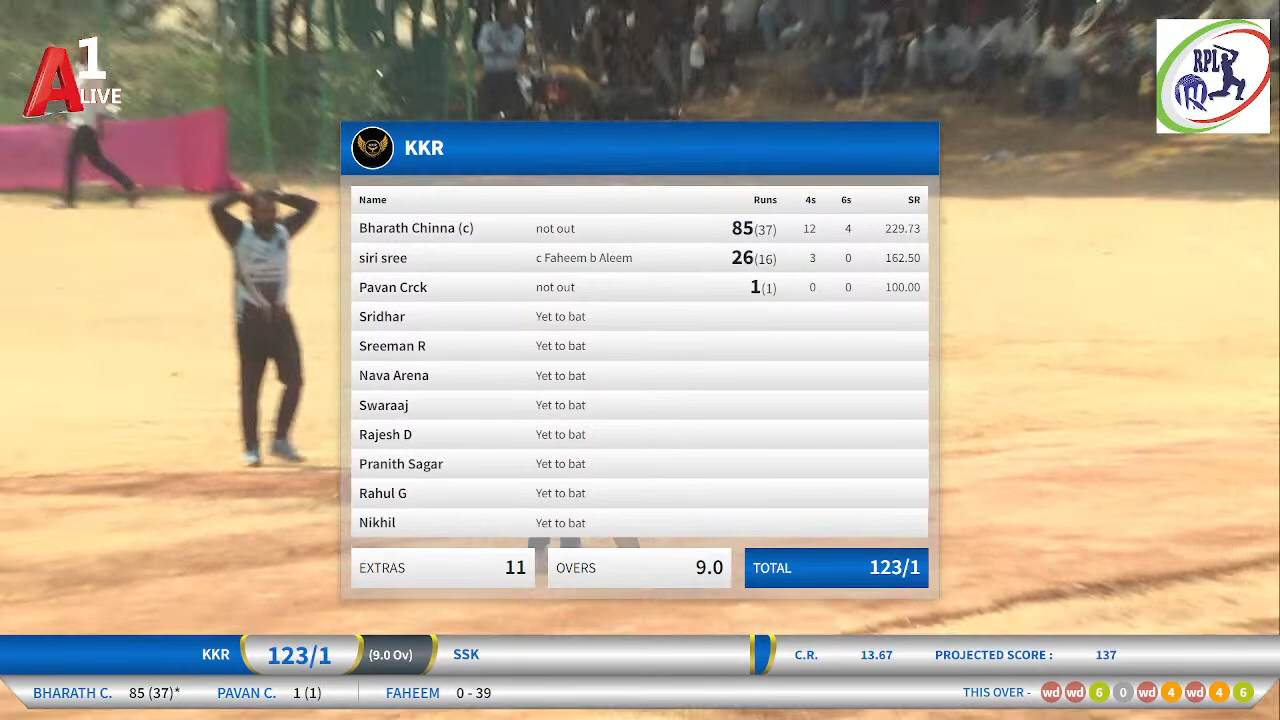 A1
LIVE
RPL
KKR
Name Runs 4s 6s SR
Bharath Chinna (c) not out 85(37) 12 4 229.73
siri sree c Faheem b Aleem 26(16) 3 0 162.50
Pavan Crck not out 1(1) 0 0 100.00
Sridhar Yet to bat
Sreeman R Yet to bat
Nava Arena Yet to bat
Swaraaj Yet to bat
Rajesh D Yet to bat
Pranith Sagar Yet to bat
Rahul G Yet to bat
Nikhil Yet to bat
EXTRAS 11 OVERS 9.0 TOTAL 123/1
KKR 123/1 (9.0 Ov) SSK C.R. 13.67 PROJECTED SCORE : 137
BHARATH C. 85 (37)* PAVAN C. 1 (1) FAHEEM 0 - 39 THIS OVER - wd wd 6 0 wd 4 wd 4 6